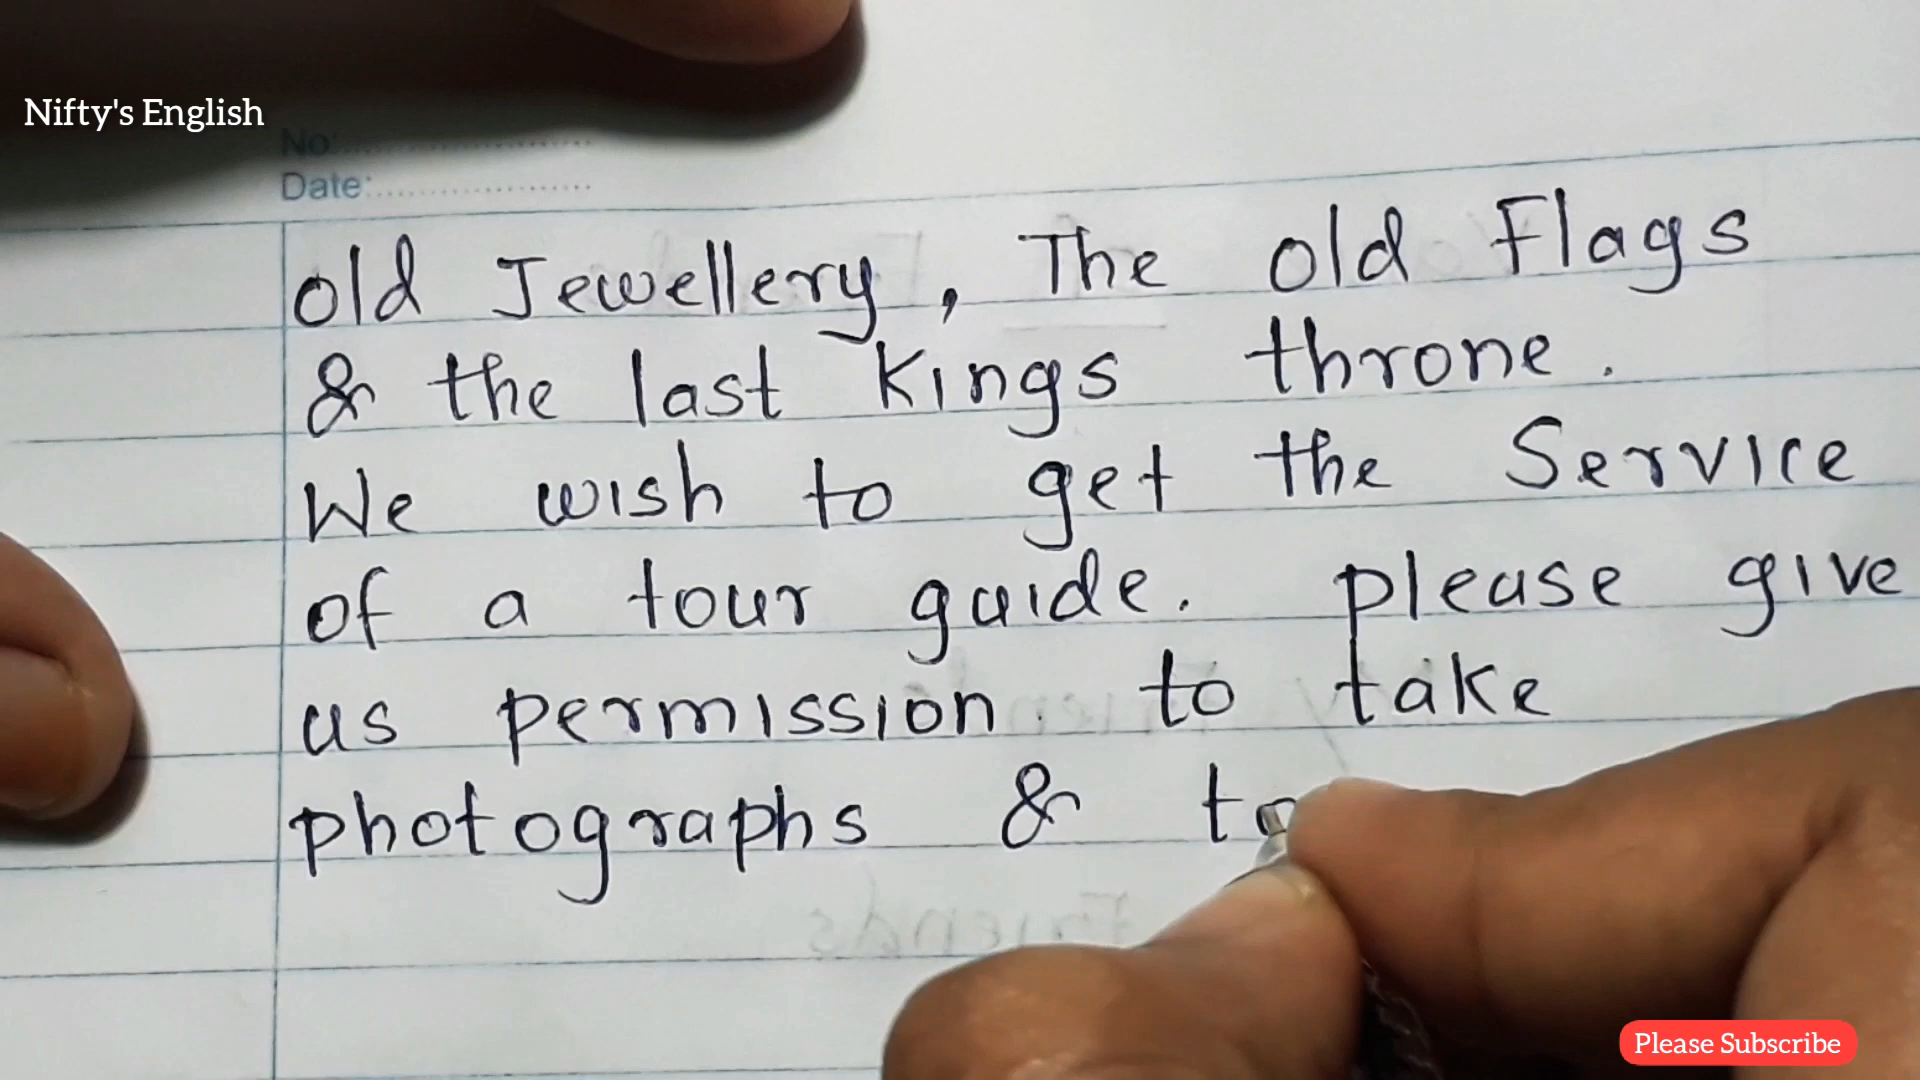 Nifty's English
No:
Date:
old Jewellery, The old Flags
& the last Kings throne.
We wish to get the Service
of a tour guide. please give
us permission to take
photographs & to
Please Subscribe